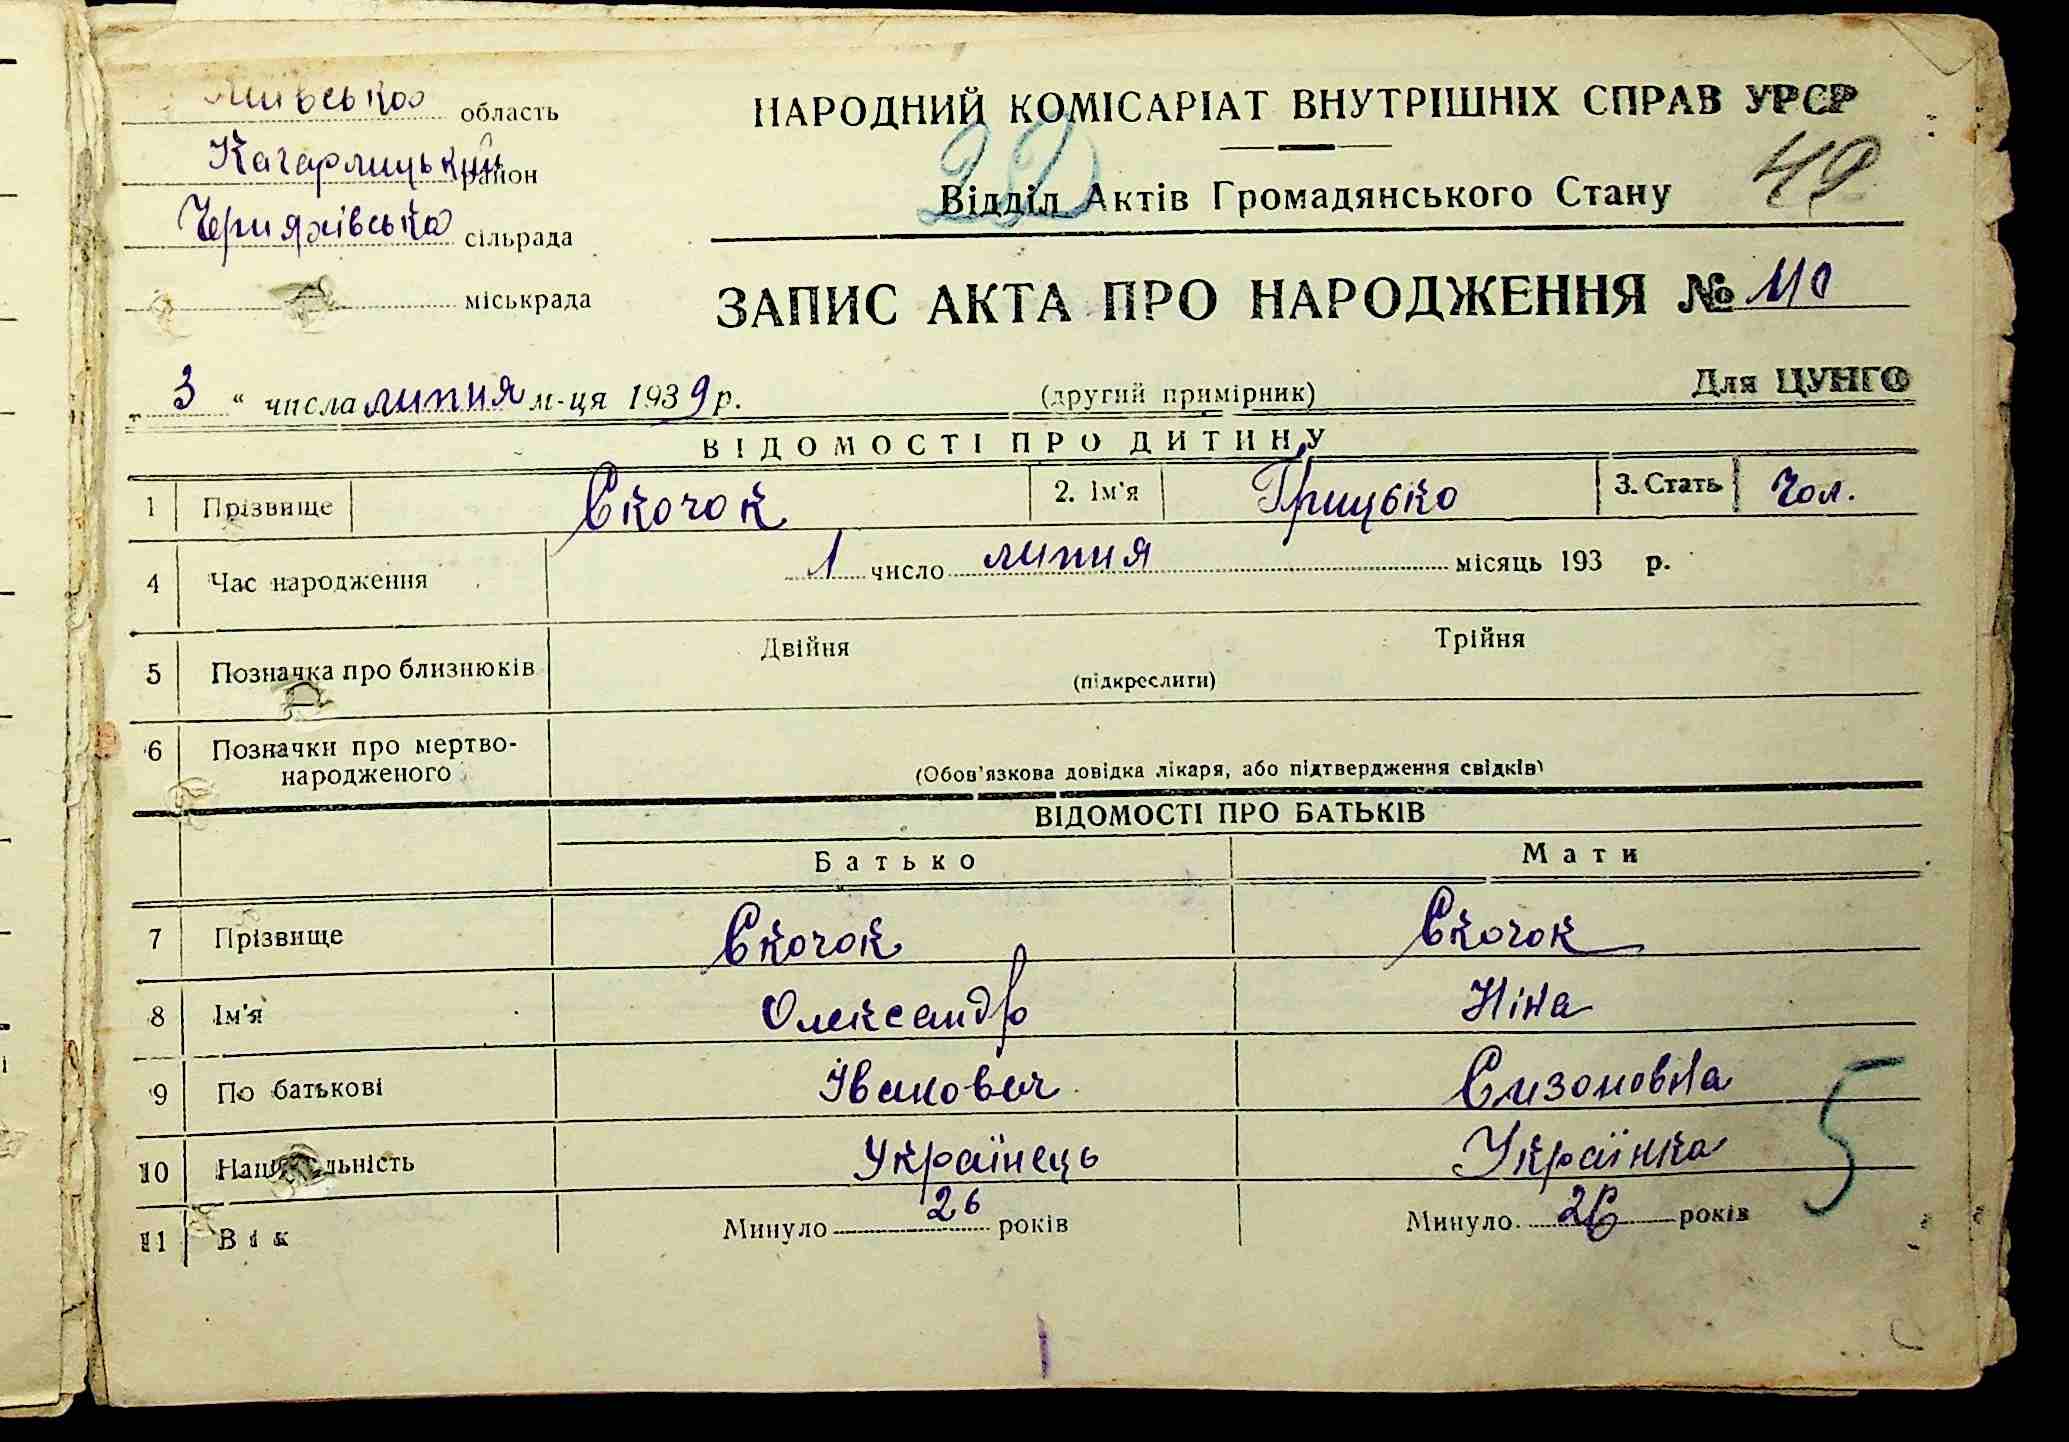 Київська область
Кагарлицький район
Черняхівська сільрада
міськрада
НАРОДНИЙ КОМІСАРІАТ ВНУТРІШНІХ СПРАВ УРСР
Відділ Актів Громадянського Стану
ЗАПИС АКТА ПРО НАРОДЖЕННЯ № 110
„ 3 “ числа липня м-ця 1939 р. (другий примірник) Для ЦУНГО
ВІДОМОСТІ ПРО ДИТИНУ
1 Прізвище Скочок 2. Ім'я Грицько 3. Стать Чол.
4 Час народження 1 число липня місяць 193 р.
5 Позначка про близнюків Двійня Трійня
(підкреслити)
6 Позначки про мертво-
народженого (Обов'язкова довідка лікаря, або підтвердження свідків)
ВІДОМОСТІ ПРО БАТЬКІВ
Батько Мати
7 Прізвище Скочок Скочок
8 Ім'я Олександр Ніна
9 По батькові Іванович Сизоновна
10 Національність Українець Українка
11 Вік Минуло 26 років Минуло 26 років
5